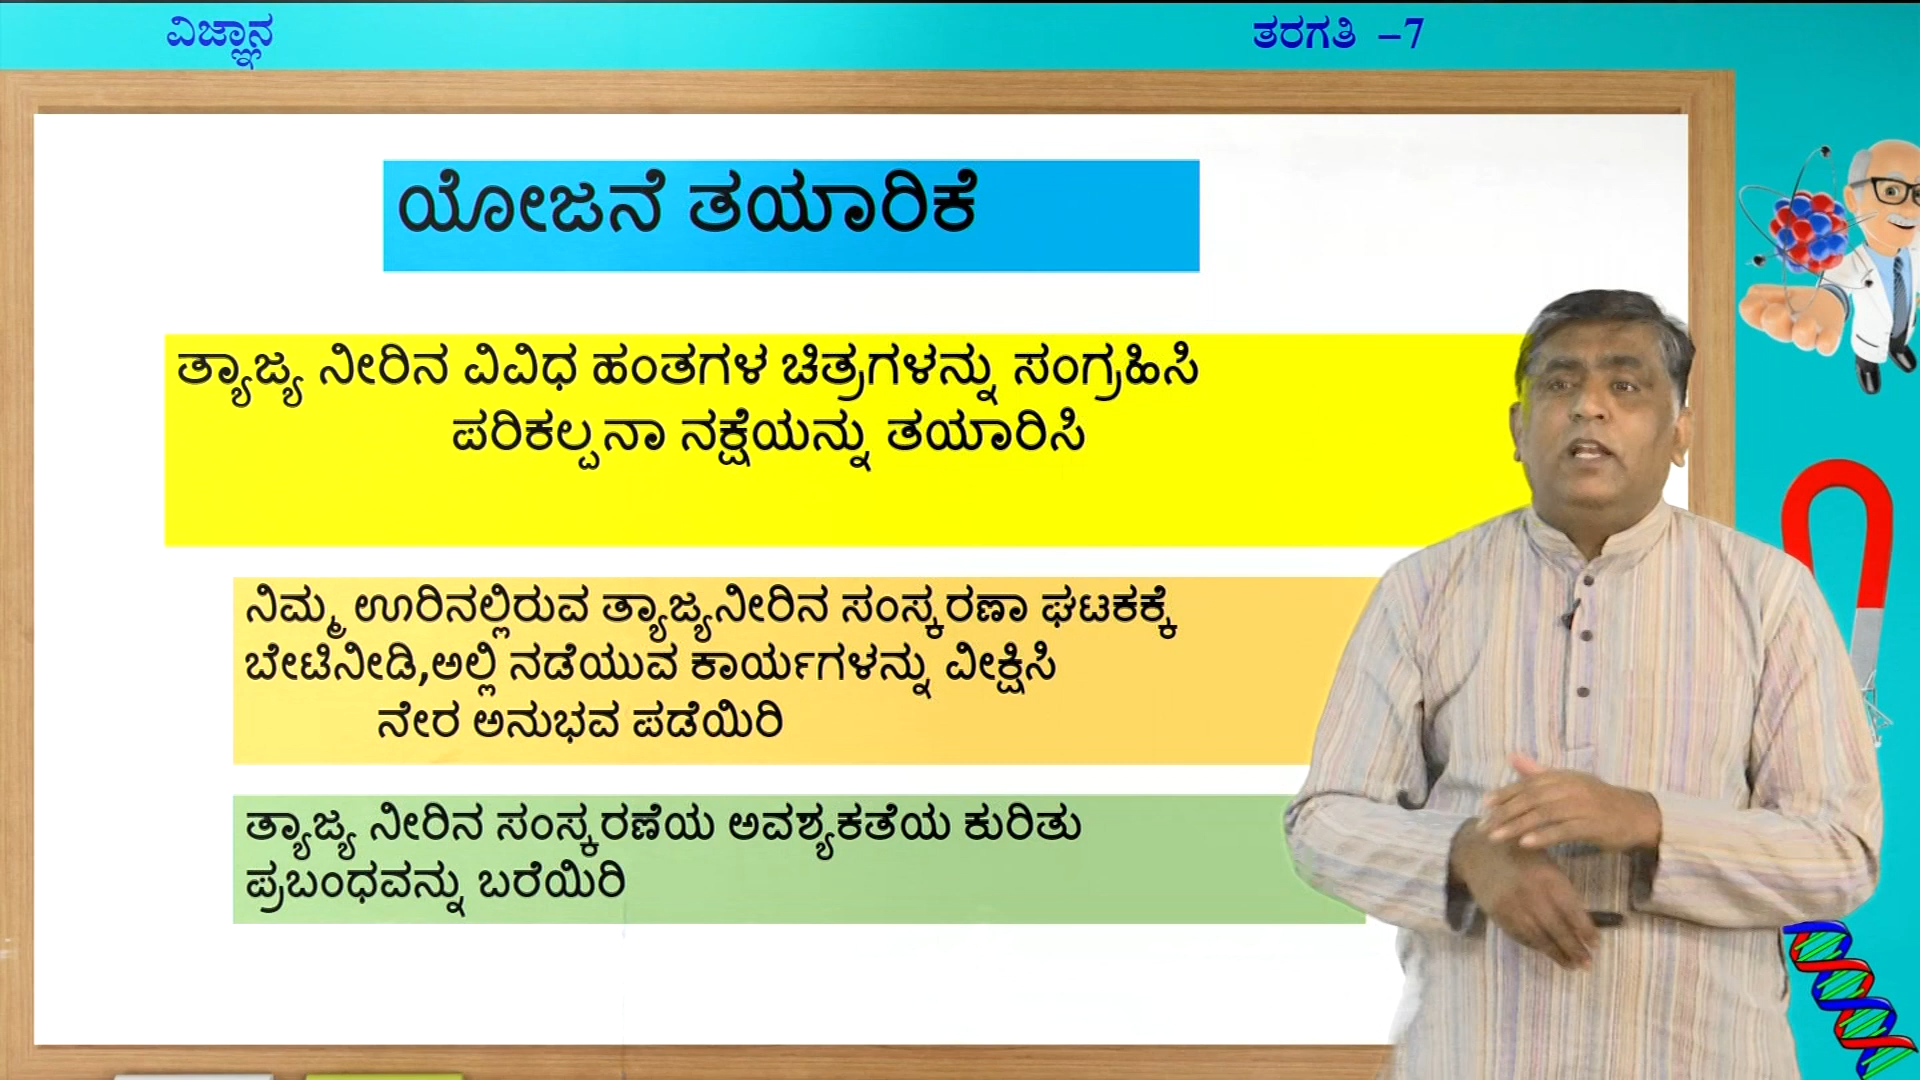 ವಿಜ್ಞಾನ
ತರಗತಿ –7
ಯೋಜನೆ ತಯಾರಿಕೆ
ತ್ಯಾಜ್ಯ ನೀರಿನ ವಿವಿಧ ಹಂತಗಳ ಚಿತ್ರಗಳನ್ನು ಸಂಗ್ರಹಿಸಿ
ಪರಿಕಲ್ಪನಾ ನಕ್ಷೆಯನ್ನು ತಯಾರಿಸಿ
ನಿಮ್ಮ ಊರಿನಲ್ಲಿರುವ ತ್ಯಾಜ್ಯನೀರಿನ ಸಂಸ್ಕರಣಾ ಘಟಕಕ್ಕೆ
ಬೇಟಿನೀಡಿ,ಅಲ್ಲಿ ನಡೆಯುವ ಕಾರ್ಯಗಳನ್ನು ವೀಕ್ಷಿಸಿ
ನೇರ ಅನುಭವ ಪಡೆಯಿರಿ
ತ್ಯಾಜ್ಯ ನೀರಿನ ಸಂಸ್ಕರಣೆಯ ಅವಶ್ಯಕತೆಯ ಕುರಿತು
ಪ್ರಬಂಧವನ್ನು ಬರೆಯಿರಿ